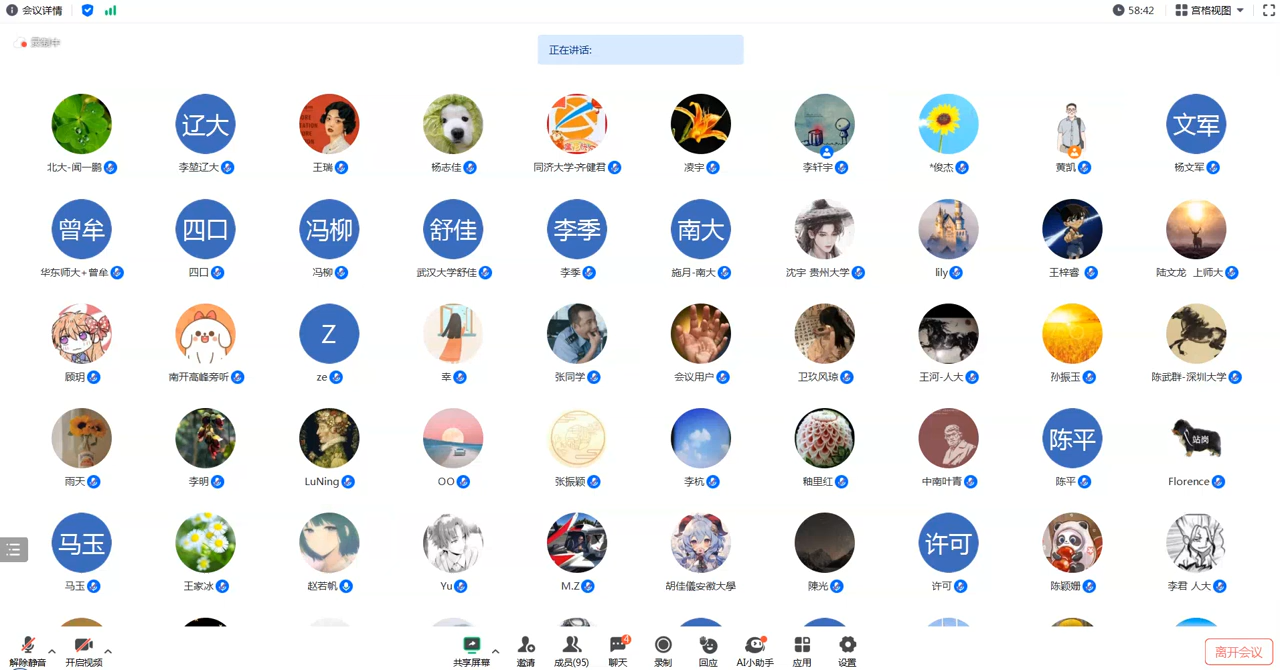 会议详情
58:42
宫格视图
录制中
正在讲话:
辽大
文军
北大-闻一鹏
李堃辽大
王瑞
杨志佳
同济大学-齐健君
凌宇
李轩宇
*俊杰
黄凯
杨文军
曾牟
四口
冯柳
舒佳
李季
南大
华东师大+曾牟
四口
冯柳
武汉大学舒佳
李季
施月-南大
沈宇 贵州大学
lily
王梓睿
陆文龙 上师大
Z
顾玥
南开高峰旁听
ze
幸
张同学
会议用户
卫玖风琼
王河-人大
孙振玉
陈武群-深圳大学
陈平
站岗
雨天
李明
LuNing
OO
张振颖
李杭
釉里红
中南叶青
陈平
Florence
马玉
许可
马玉
王家冰
赵若帆
Yu
M.Z
胡佳儀安徽大學
陳光
许可
陈颖姗
李君 人大
解除静音
开启视频
共享屏幕
邀请
成员(95)
4
聊天
录制
回应
AI小助手
应用
设置
离开会议